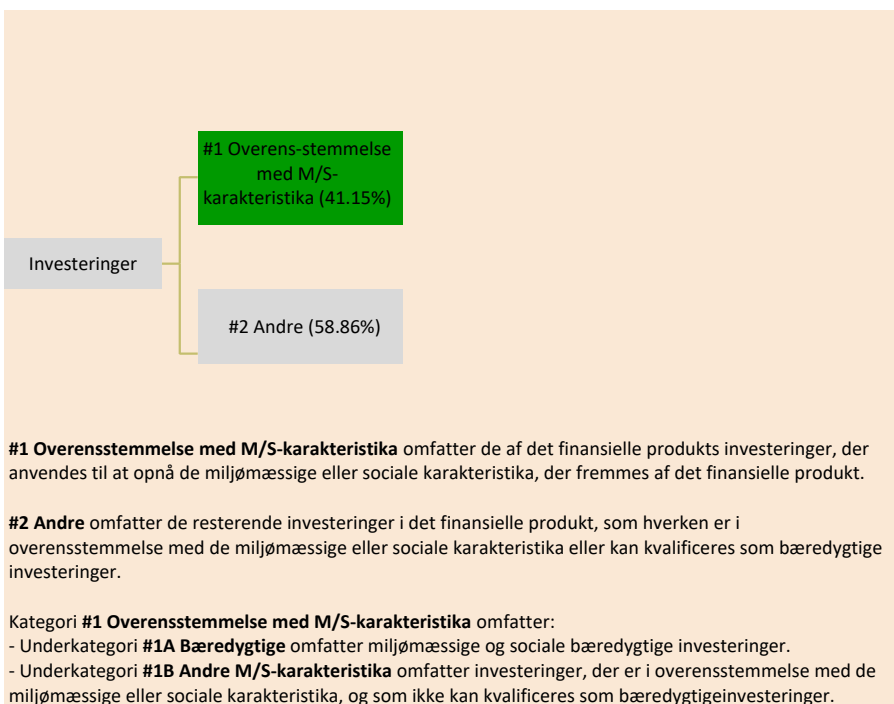 #1 Overens-stemmelse
med M/S-
karakteristika (41.15%)
Investeringer
#2 Andre (58.86%)
#1 Overensstemmelse med M/S-karakteristika omfatter de af det finansielle produkts investeringer, der
anvendes til at opnå de miljømæssige eller sociale karakteristika, der fremmes af det finansielle produkt.
#2 Andre omfatter de resterende investeringer i det finansielle produkt, som hverken er i
overensstemmelse med de miljømæssige eller sociale karakteristika eller kan kvalificeres som bæredygtige
investeringer.
Kategori #1 Overensstemmelse med M/S-karakteristika omfatter:
- Underkategori #1A Bæredygtige omfatter miljømæssige og sociale bæredygtige investeringer.
- Underkategori #1B Andre M/S-karakteristika omfatter investeringer, der er i overensstemmelse med de
miljømæssige eller sociale karakteristika, og som ikke kan kvalificeres som bæredygtigeinvesteringer.